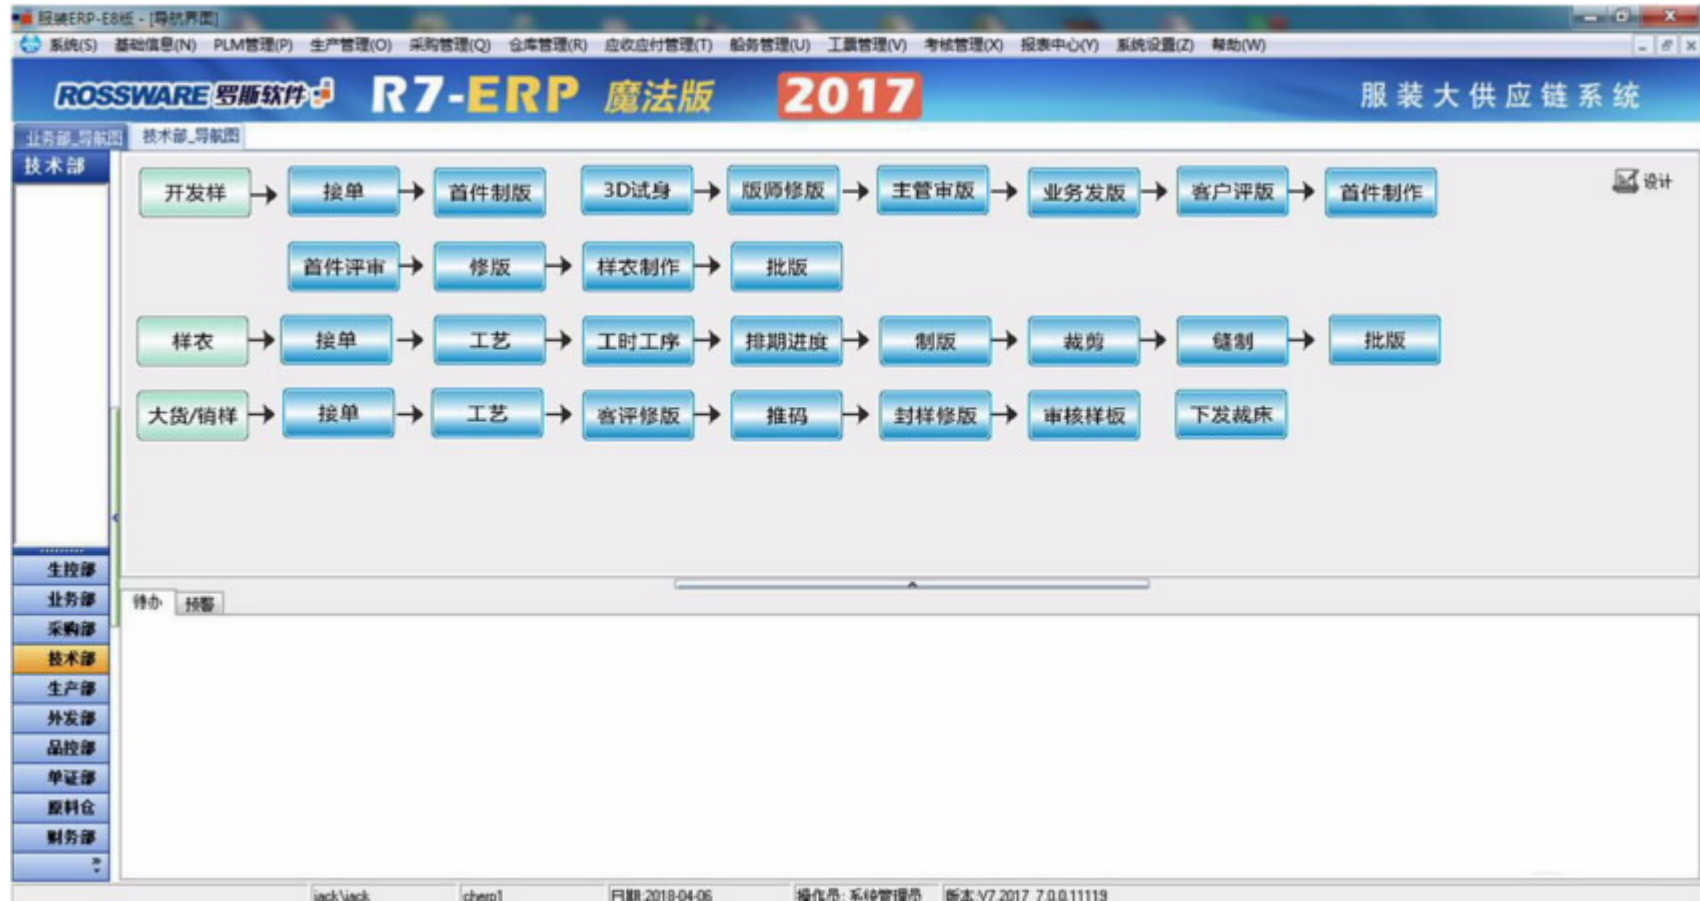 服装ERP-E8版 - [导航界面]
系统(S) 基础信息(N) PLM管理(P) 生产管理(O) 采购管理(Q) 仓库管理(R) 应收应付管理(T) 船务管理(U) 工票管理(V) 考核管理(X) 报表中心(Y) 系统设置(Z) 帮助(W)
ROSSWARE 罗斯软件 R7-ERP 魔法版 2017 服装大供应链系统
业务部_导航图 技术部_导航图
技术部
设计
开发样 接单 首件制版 3D试身 版师修版 主管审版 业务发版 客户评版 首件制作
首件评审 修版 样衣制作 批版
样衣 接单 工艺 工时工序 排期进度 制版 裁剪 缝制 批版
大货/销样 接单 工艺 客评修版 推码 封样修版 审核样板 下发裁床
生控部
业务部
采购部
技术部
生产部
外发部
品控部
单证部
原料仓
财务部
待办 预警
jack\jack cherp1 日期:2018-04-06 操作员: 系统管理员 版本:V7.2017 7.0.0.11119